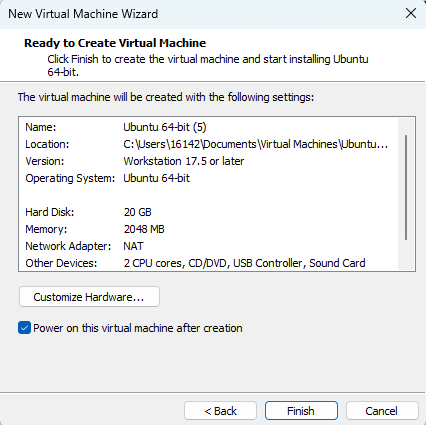 New Virtual Machine Wizard
Ready to Create Virtual Machine
Click Finish to create the virtual machine and start installing Ubuntu
64-bit.
The virtual machine will be created with the following settings:
Name: Ubuntu 64-bit (5)
Location: C:\Users\16142\Documents\Virtual Machines\Ubuntu...
Version: Workstation 17.5 or later
Operating System: Ubuntu 64-bit
Hard Disk: 20 GB
Memory: 2048 MB
Network Adapter: NAT
Other Devices: 2 CPU cores, CD/DVD, USB Controller, Sound Card
Customize Hardware...
Power on this virtual machine after creation
< Back Finish Cancel